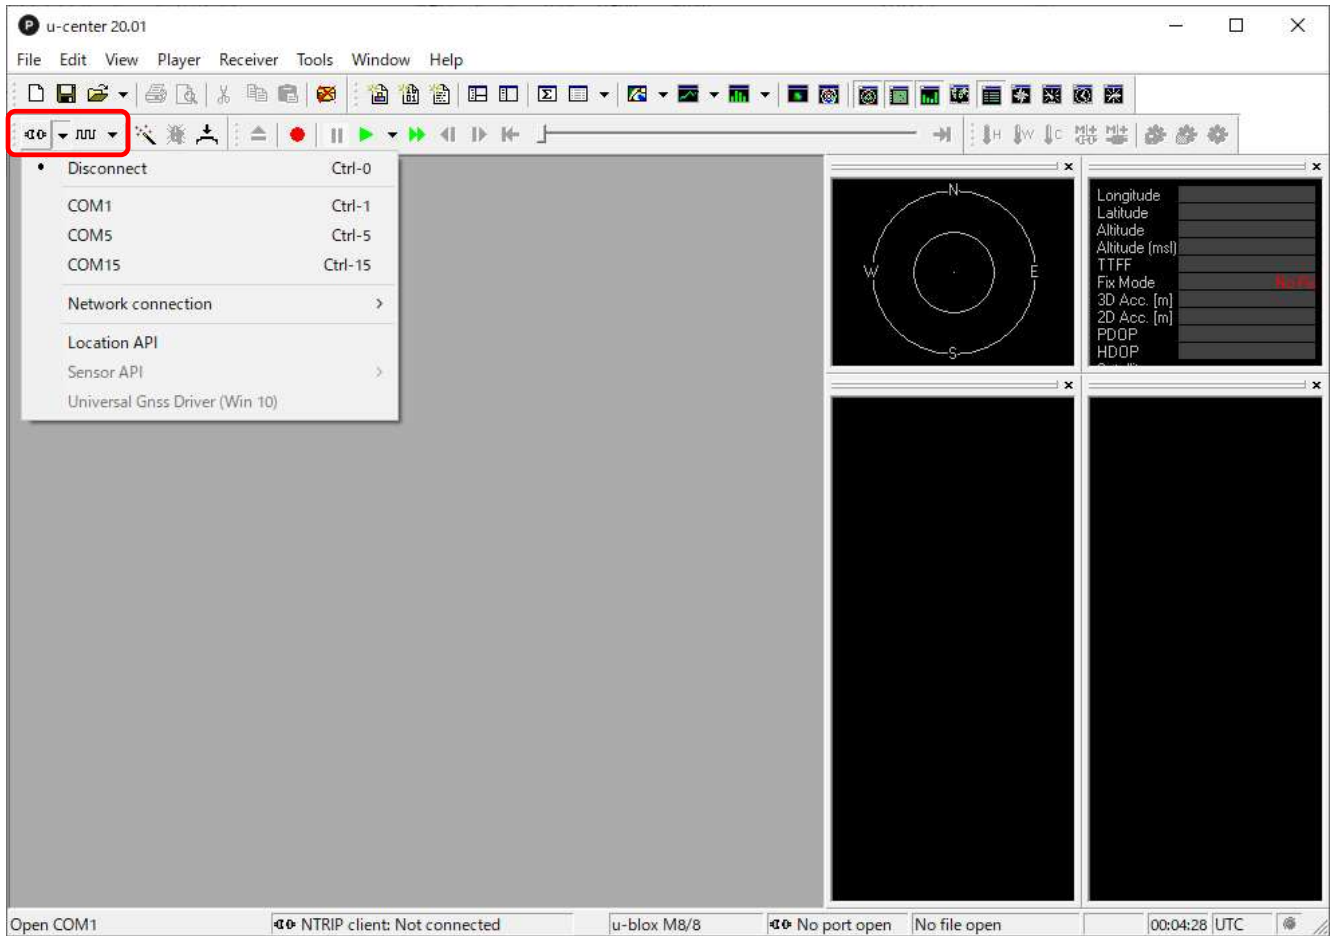 u-center 20.01
File Edit View Player Receiver Tools Window Help
Disconnect Ctrl-0
COM1 Ctrl-1
COM5 Ctrl-5
COM15 Ctrl-15
Network connection
Location API
Sensor API
Universal Gnss Driver (Win 10)
N
W E
S
Longitude
Latitude
Altitude
Altitude (msl)
TTFF
Fix Mode
3D Acc. [m]
2D Acc. [m]
PDOP
HDOP
Open COM1 NTRIP client: Not connected u-blox M8/8 No port open No file open 00:04:28 UTC